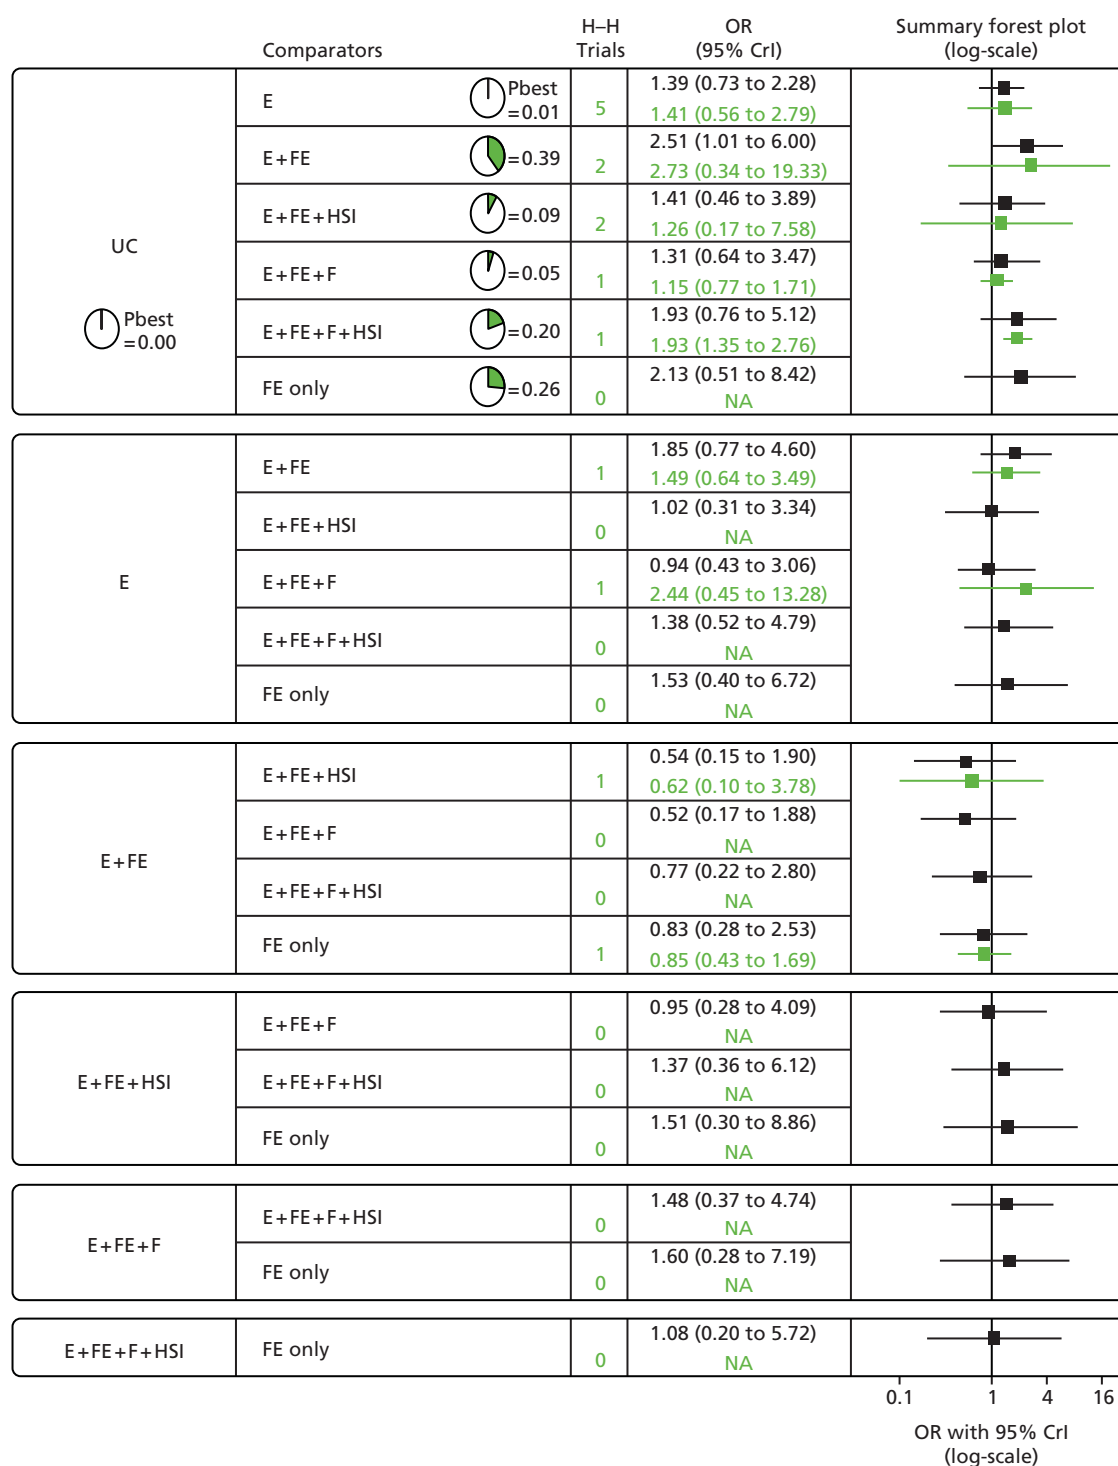 Comparators
H–H Trials
OR (95% CrI)
Summary forest plot (log-scale)
UC
Pbest =0.00
E Pbest =0.01 5 1.39 (0.73 to 2.28)
1.41 (0.56 to 2.79)
E+FE =0.39 2 2.51 (1.01 to 6.00)
2.73 (0.34 to 19.33)
E+FE+HSI =0.09 2 1.41 (0.46 to 3.89)
1.26 (0.17 to 7.58)
E+FE+F =0.05 1 1.31 (0.64 to 3.47)
1.15 (0.77 to 1.71)
E+FE+F+HSI =0.20 1 1.93 (0.76 to 5.12)
1.93 (1.35 to 2.76)
FE only =0.26 0 2.13 (0.51 to 8.42)
NA
E
E+FE 1 1.85 (0.77 to 4.60)
1.49 (0.64 to 3.49)
E+FE+HSI 0 1.02 (0.31 to 3.34)
NA
E+FE+F 1 0.94 (0.43 to 3.06)
2.44 (0.45 to 13.28)
E+FE+F+HSI 0 1.38 (0.52 to 4.79)
NA
FE only 0 1.53 (0.40 to 6.72)
NA
E+FE
E+FE+HSI 1 0.54 (0.15 to 1.90)
0.62 (0.10 to 3.78)
E+FE+F 0 0.52 (0.17 to 1.88)
NA
E+FE+F+HSI 0 0.77 (0.22 to 2.80)
NA
FE only 1 0.83 (0.28 to 2.53)
0.85 (0.43 to 1.69)
E+FE+HSI
E+FE+F 0 0.95 (0.28 to 4.09)
NA
E+FE+F+HSI 0 1.37 (0.36 to 6.12)
NA
FE only 0 1.51 (0.30 to 8.86)
NA
E+FE+F
E+FE+F+HSI 0 1.48 (0.37 to 4.74)
NA
FE only 0 1.60 (0.28 to 7.19)
NA
E+FE+F+HSI
FE only 0 1.08 (0.20 to 5.72)
NA
0.1 1 4 16
OR with 95% CrI
(log-scale)